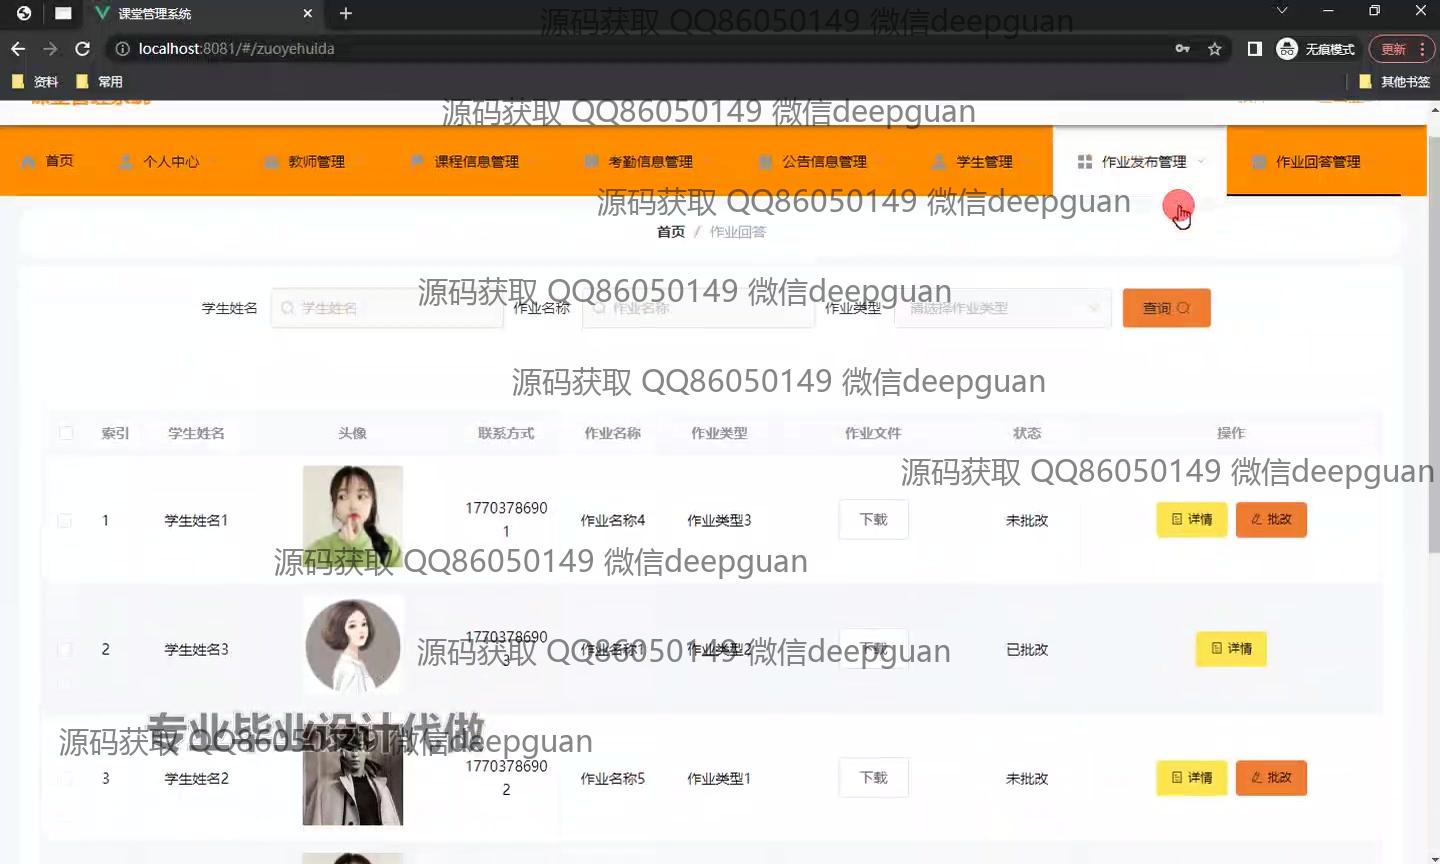 课堂管理系统
源码获取 QQ86050149 微信deepguan
localhost:8081/#/zuoyehuida
无痕模式
更新
资料
常用
其他书签
课堂管理系统
源码获取 QQ86050149 微信deepguan
首页
个人中心
教师管理
课程信息管理
考勤信息管理
公告信息管理
学生管理
作业发布管理
作业回答管理
源码获取 QQ86050149 微信deepguan
首页 / 作业回答
源码获取 QQ86050149 微信deepguan
学生姓名
学生姓名
作业名称
作业名称
作业类型
请选择作业类型
查询
源码获取 QQ86050149 微信deepguan
索引 学生姓名 头像 联系方式 作业名称 作业类型 作业文件 状态 操作
源码获取 QQ86050149 微信deepguan
1 学生姓名1 17703786901 作业名称4 作业类型3 下载 未批改 详情 批改
源码获取 QQ86050149 微信deepguan
2 学生姓名3 17703786903 作业名称1 作业类型2 下载 已批改 详情
源码获取 QQ86050149 微信deepguan
专业毕业设计代做
源码获取 QQ86050149 微信deepguan
3 学生姓名2 17703786902 作业名称5 作业类型1 下载 未批改 详情 批改